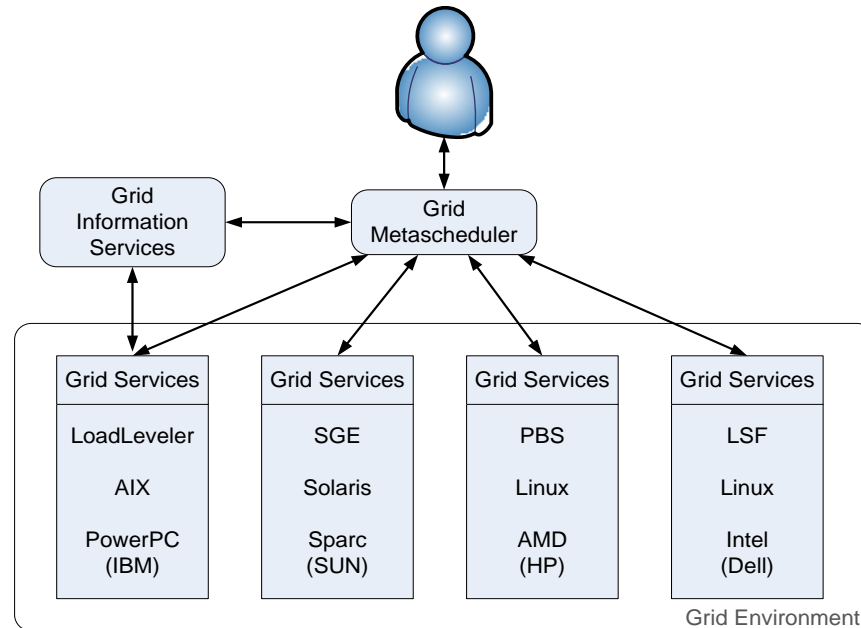 Grid
Information
Services
Grid
Metascheduler
Grid Services
LoadLeveler
AIX
PowerPC
(IBM)
Grid Services
SGE
Solaris
Sparc
(SUN)
Grid Services
PBS
Linux
AMD
(HP)
Grid Services
LSF
Linux
Intel
(Dell)
Grid Environment